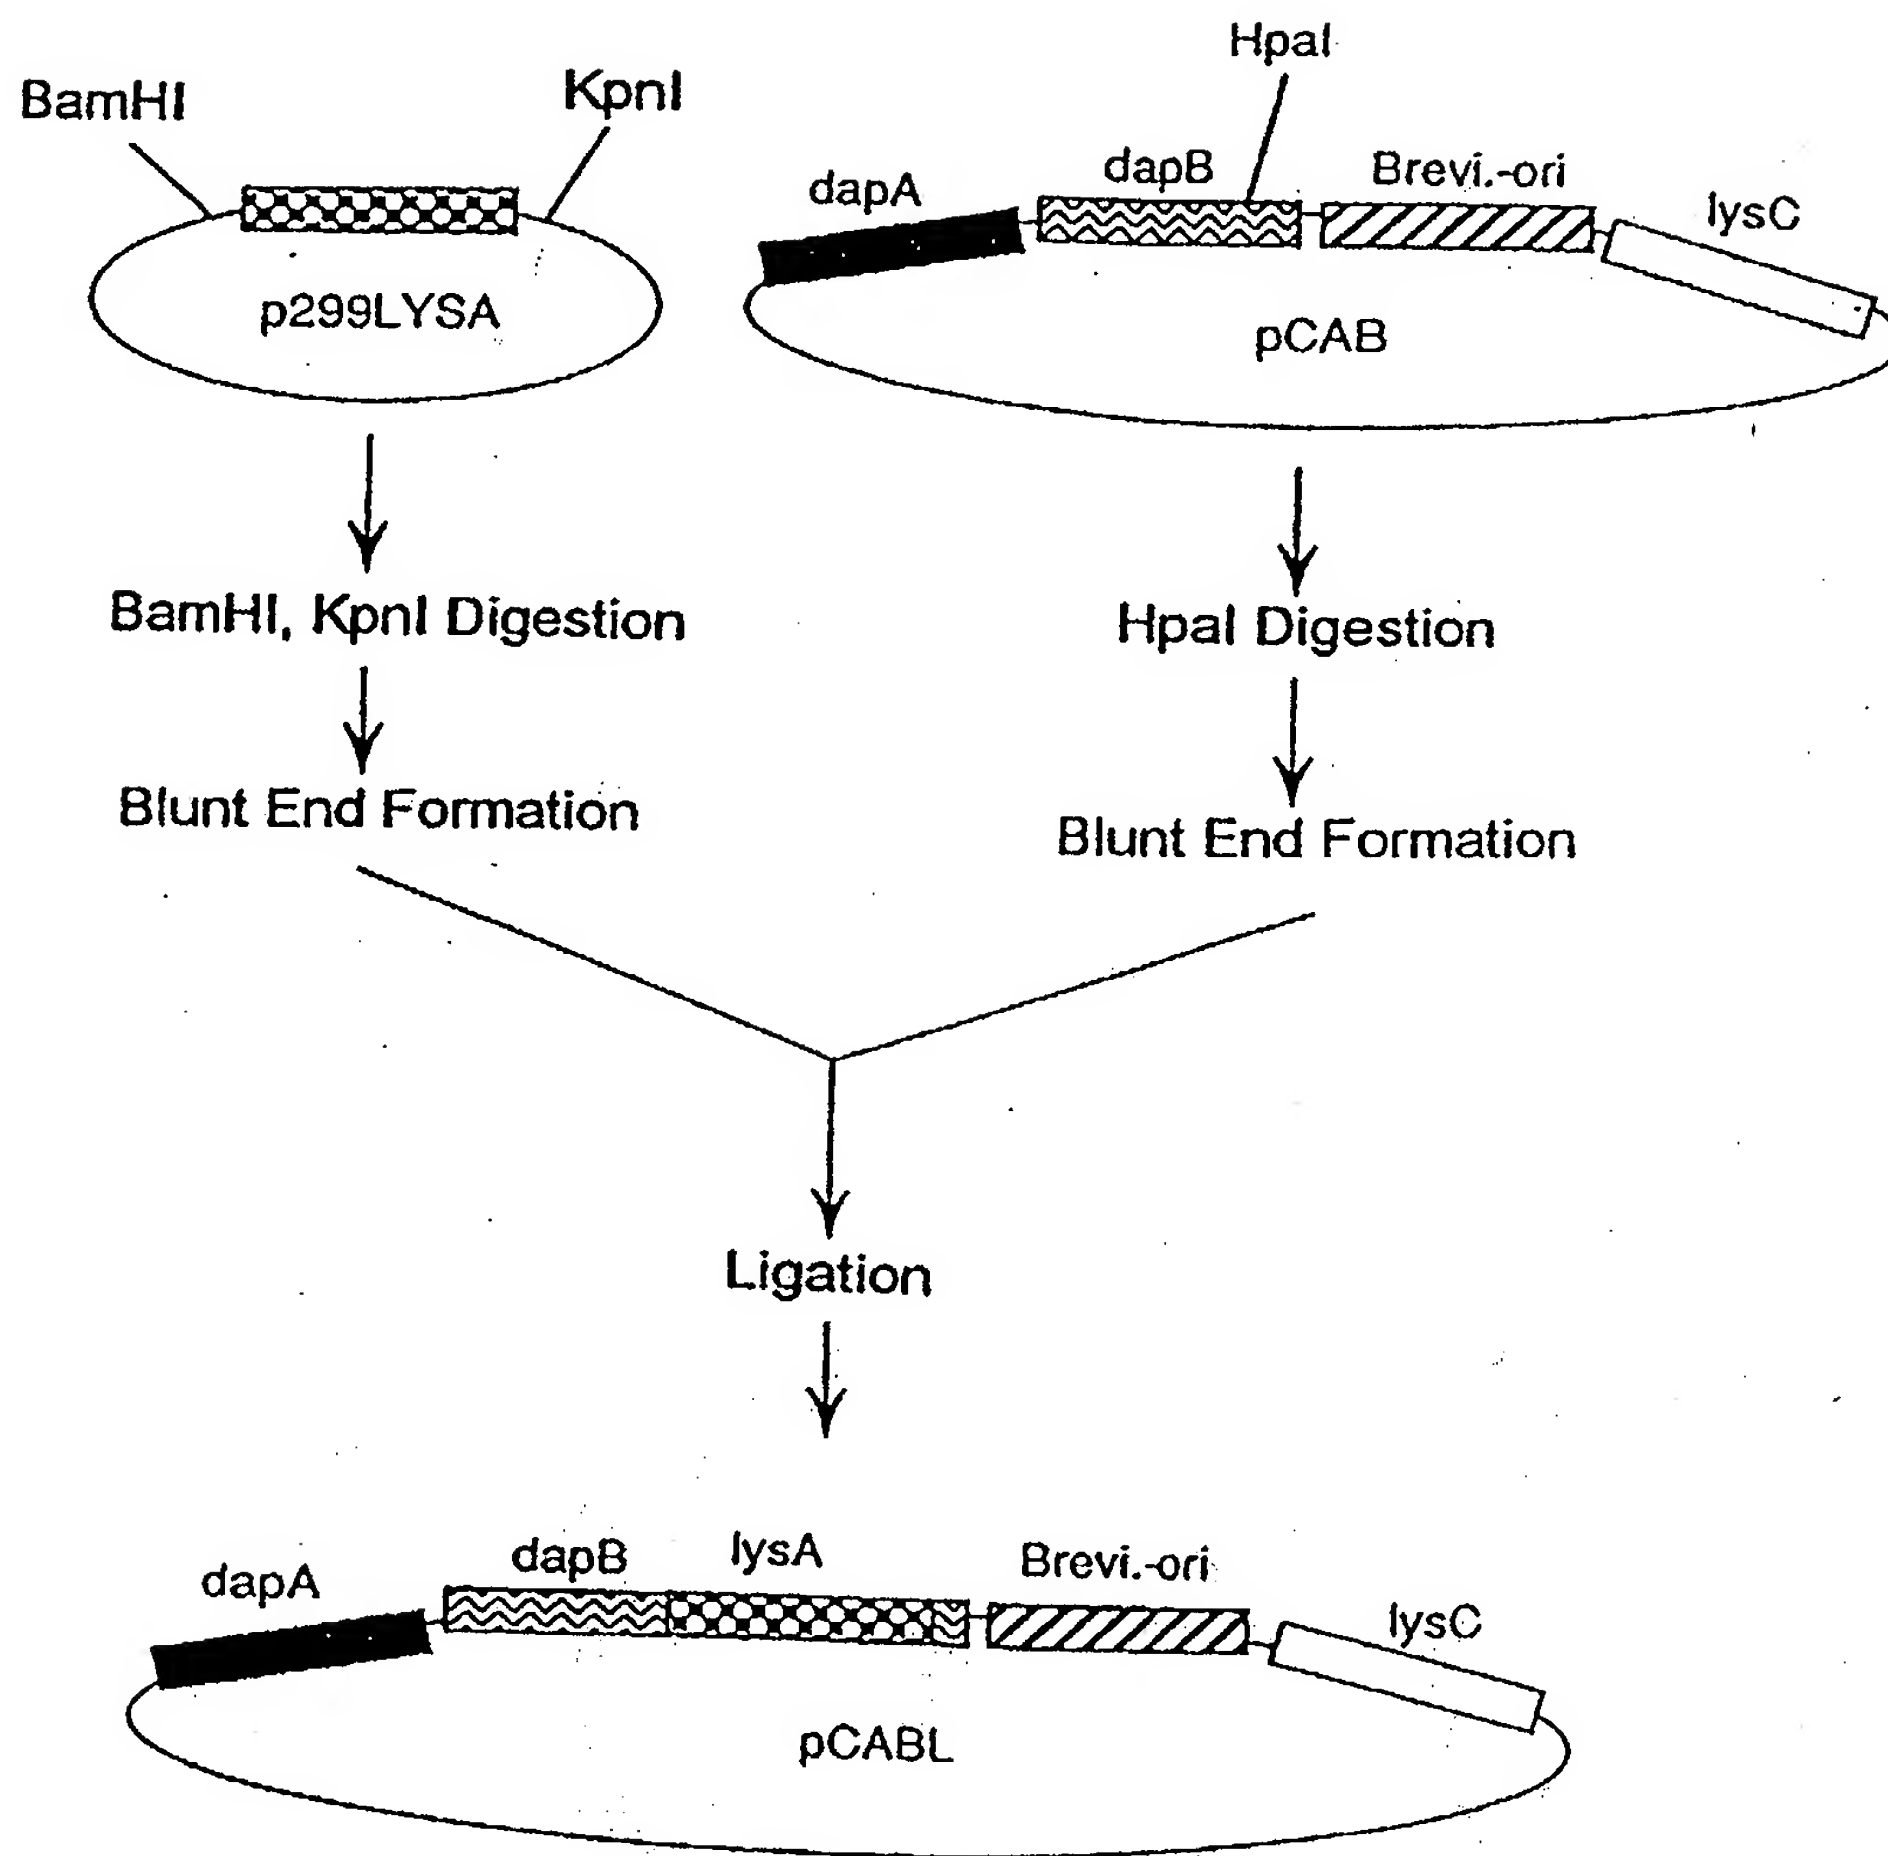 HpaI
BamHI
KpnI
dapA
dapB
Brevi.-ori
lysC
p299LYSA
pCAB
BamHI, KpnI Digestion
HpaI Digestion
Blunt End Formation
Blunt End Formation
Ligation
dapA
dapB
lysA
Brevi.-ori
lysC
pCABL